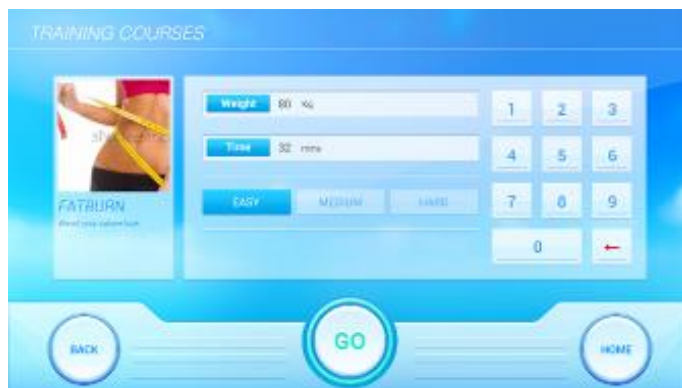 TRAINING COURSES
FATBURN
Weight 80 Kg
Time 32 mins
EASY MEDIUM HARD
1 2 3
4 5 6
7 8 9
0
BACK
GO
HOME